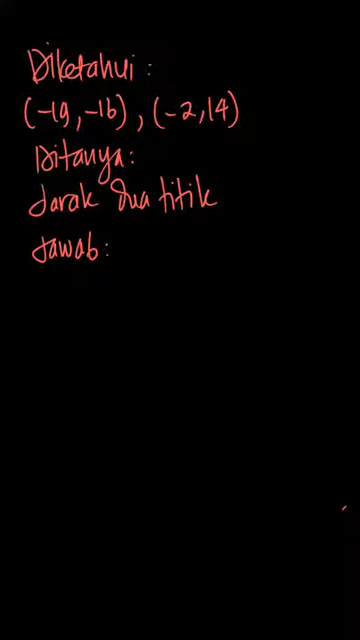 Diketahui :
(-19, -16) , (-2, 14)
Ditanya :
Jarak dua titik
Jawab :